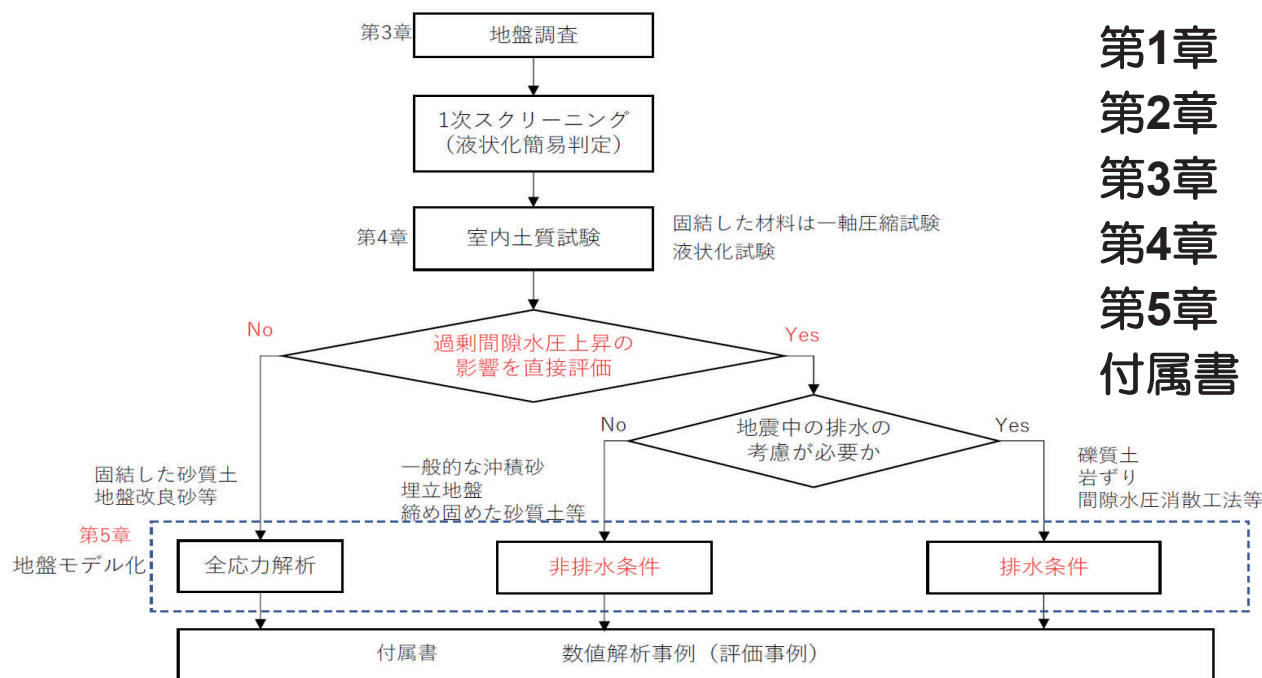 第3章
地盤調査
1次スクリーニング
（液状化簡易判定）
第4章
室内土質試験
固結した材料は一軸圧縮試験
液状化試験
No
過剰間隙水圧上昇の
影響を直接評価
Yes
No
地震中の排水の
考慮が必要か
Yes
固結した砂質土
地盤改良砂等
一般的な沖積砂
埋立地盤
締め固めた砂質土等
礫質土
岩ずり
間隙水圧消散工法等
第5章
地盤モデル化
全応力解析
非排水条件
排水条件
付属書
数値解析事例（評価事例）
第1章
第2章
第3章
第4章
第5章
付属書